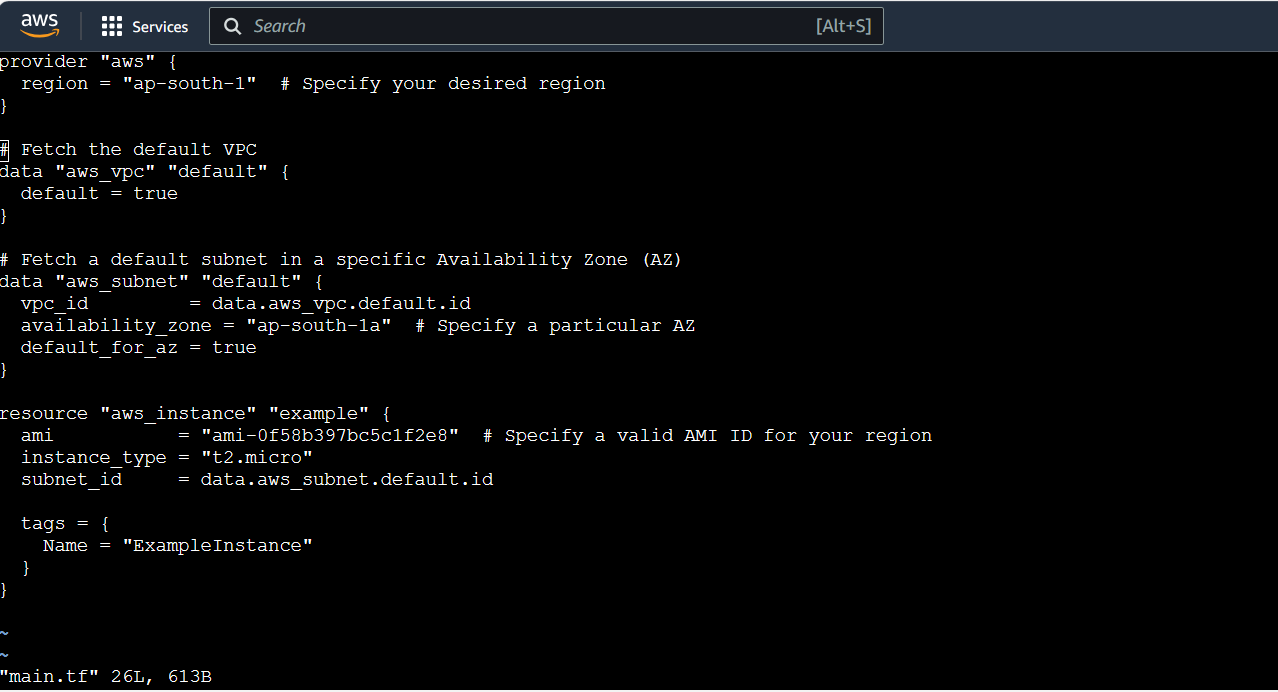 aws Services Search [Alt+S]
provider "aws" {
  region = "ap-south-1"  # Specify your desired region
}

# Fetch the default VPC
data "aws_vpc" "default" {
  default = true
}

# Fetch a default subnet in a specific Availability Zone (AZ)
data "aws_subnet" "default" {
  vpc_id         = data.aws_vpc.default.id
  availability_zone = "ap-south-1a"  # Specify a particular AZ
  default_for_az = true
}

resource "aws_instance" "example" {
  ami           = "ami-0f58b397bc5c1f2e8"  # Specify a valid AMI ID for your region
  instance_type = "t2.micro"
  subnet_id     = data.aws_subnet.default.id

  tags = {
    Name = "ExampleInstance"
  }
}

~
~
"main.tf" 26L, 613B